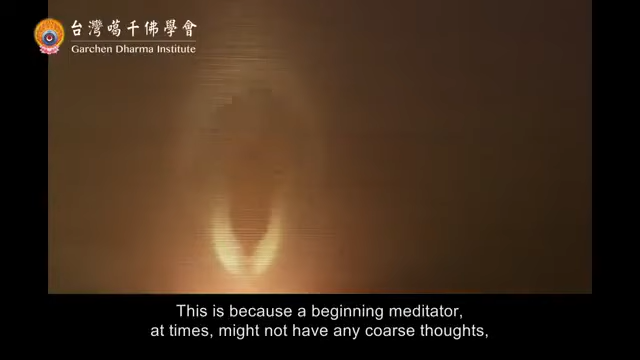 台灣噶千佛學會
Garchen Dharma Institute
This is because a beginning meditator,
at times, might not have any coarse thoughts,